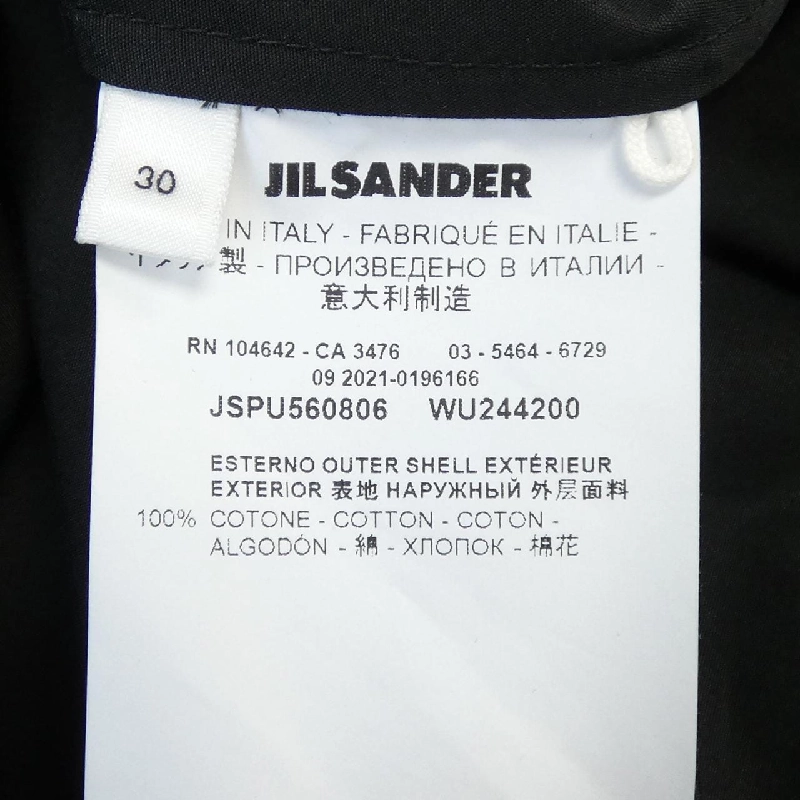 30
JIL SANDER
IN ITALY - FABRIQUÉ EN ITALIE -
製 - ПРОИЗВЕДЕНО В ИТАЛИИ -
意大利制造
RN 104642 - CA 3476 03 - 5464 - 6729
09 2021-0196166
JSPU560806 WU244200
ESTERNO OUTER SHELL EXTÉRIEUR
EXTERIOR 表地 НАРУЖНЫЙ 外层面料
100% COTONE - COTTON - COTON -
ALGODÓN - 綿 - ХЛОПОК - 棉花